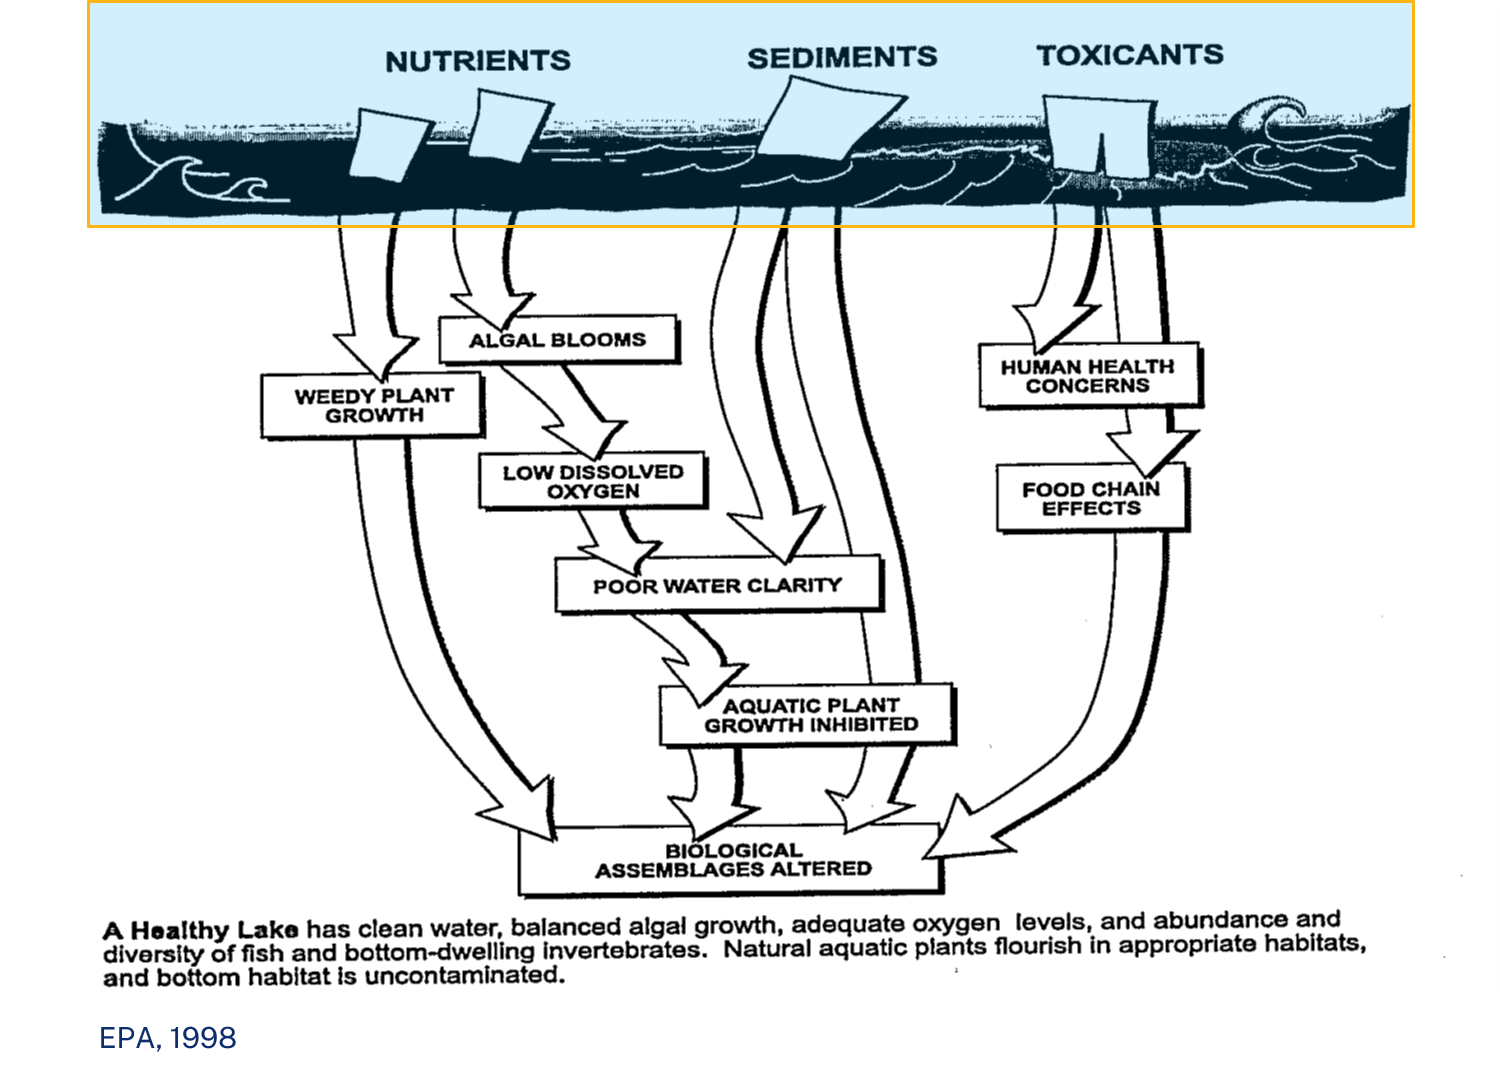 NUTRIENTS
SEDIMENTS
TOXICANTS
ALGAL BLOOMS
WEEDY PLANT
GROWTH
HUMAN HEALTH
CONCERNS
LOW DISSOLVED
OXYGEN
FOOD CHAIN
EFFECTS
POOR WATER CLARITY
AQUATIC PLANT
GROWTH INHIBITED
BIOLOGICAL
ASSEMBLAGES ALTERED
A Healthy Lake has clean water, balanced algal growth, adequate oxygen levels, and abundance and
diversity of fish and bottom-dwelling invertebrates. Natural aquatic plants flourish in appropriate habitats,
and bottom habitat is uncontaminated.
EPA, 1998